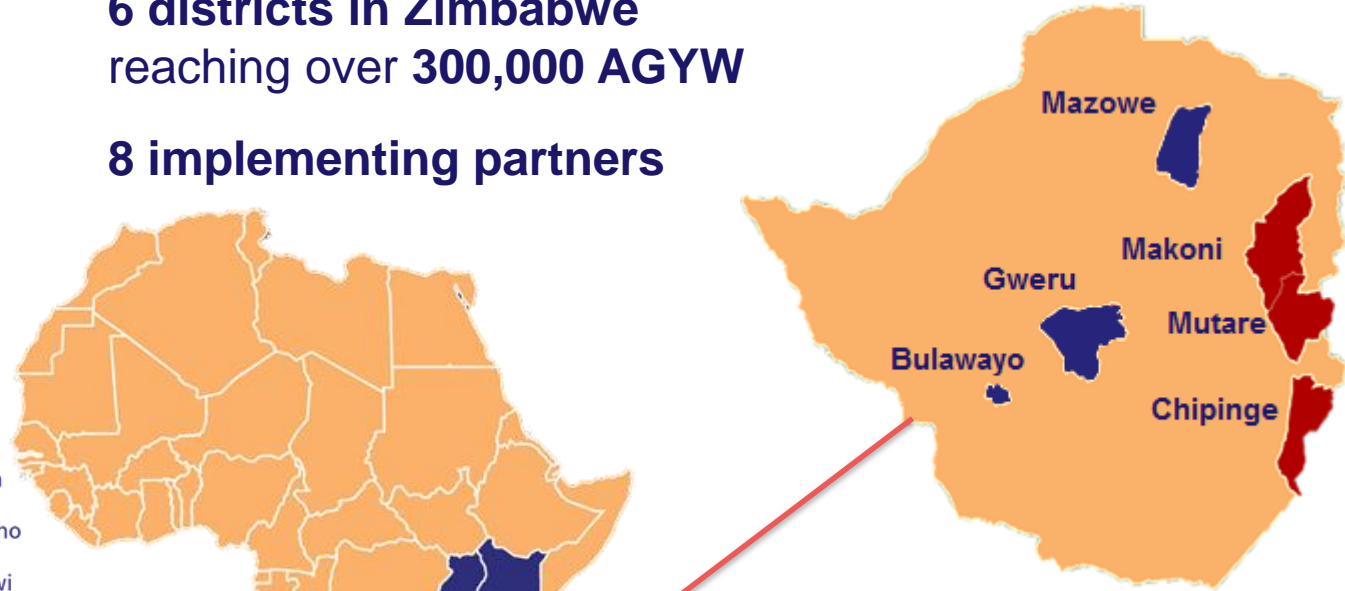 6 districts in Zimbabwe
reaching over 300,000 AGYW
8 implementing partners
Mazowe
Makoni
Gweru
Mutare
Bulawayo
Chipinge